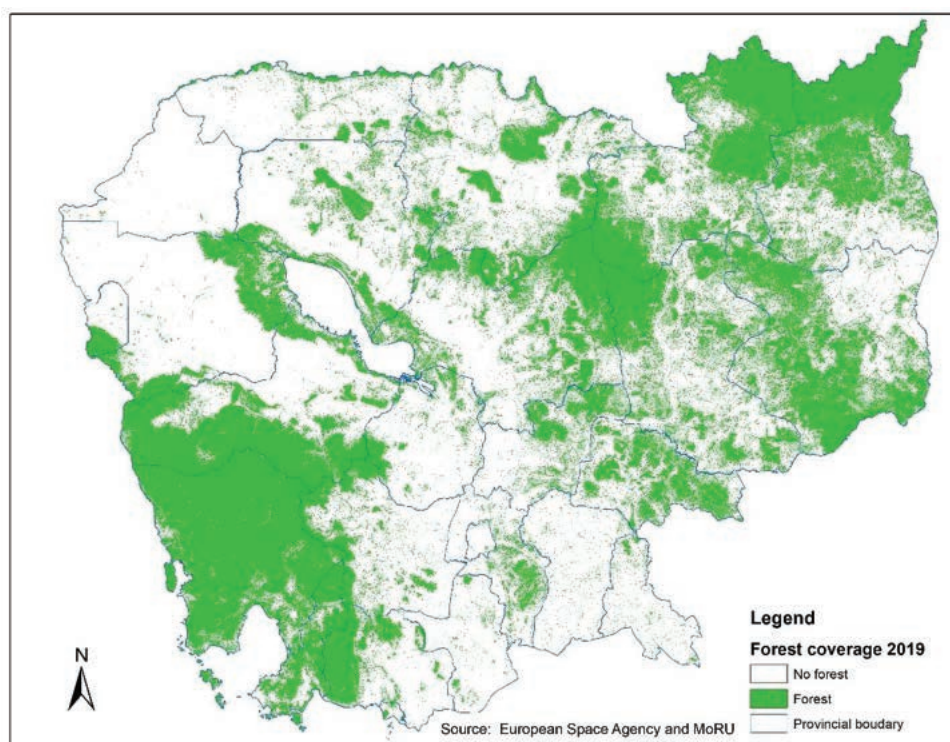 N
Legend
Forest coverage 2019
No forest
Forest
Provincial boudary
Source: European Space Agency and MoRU